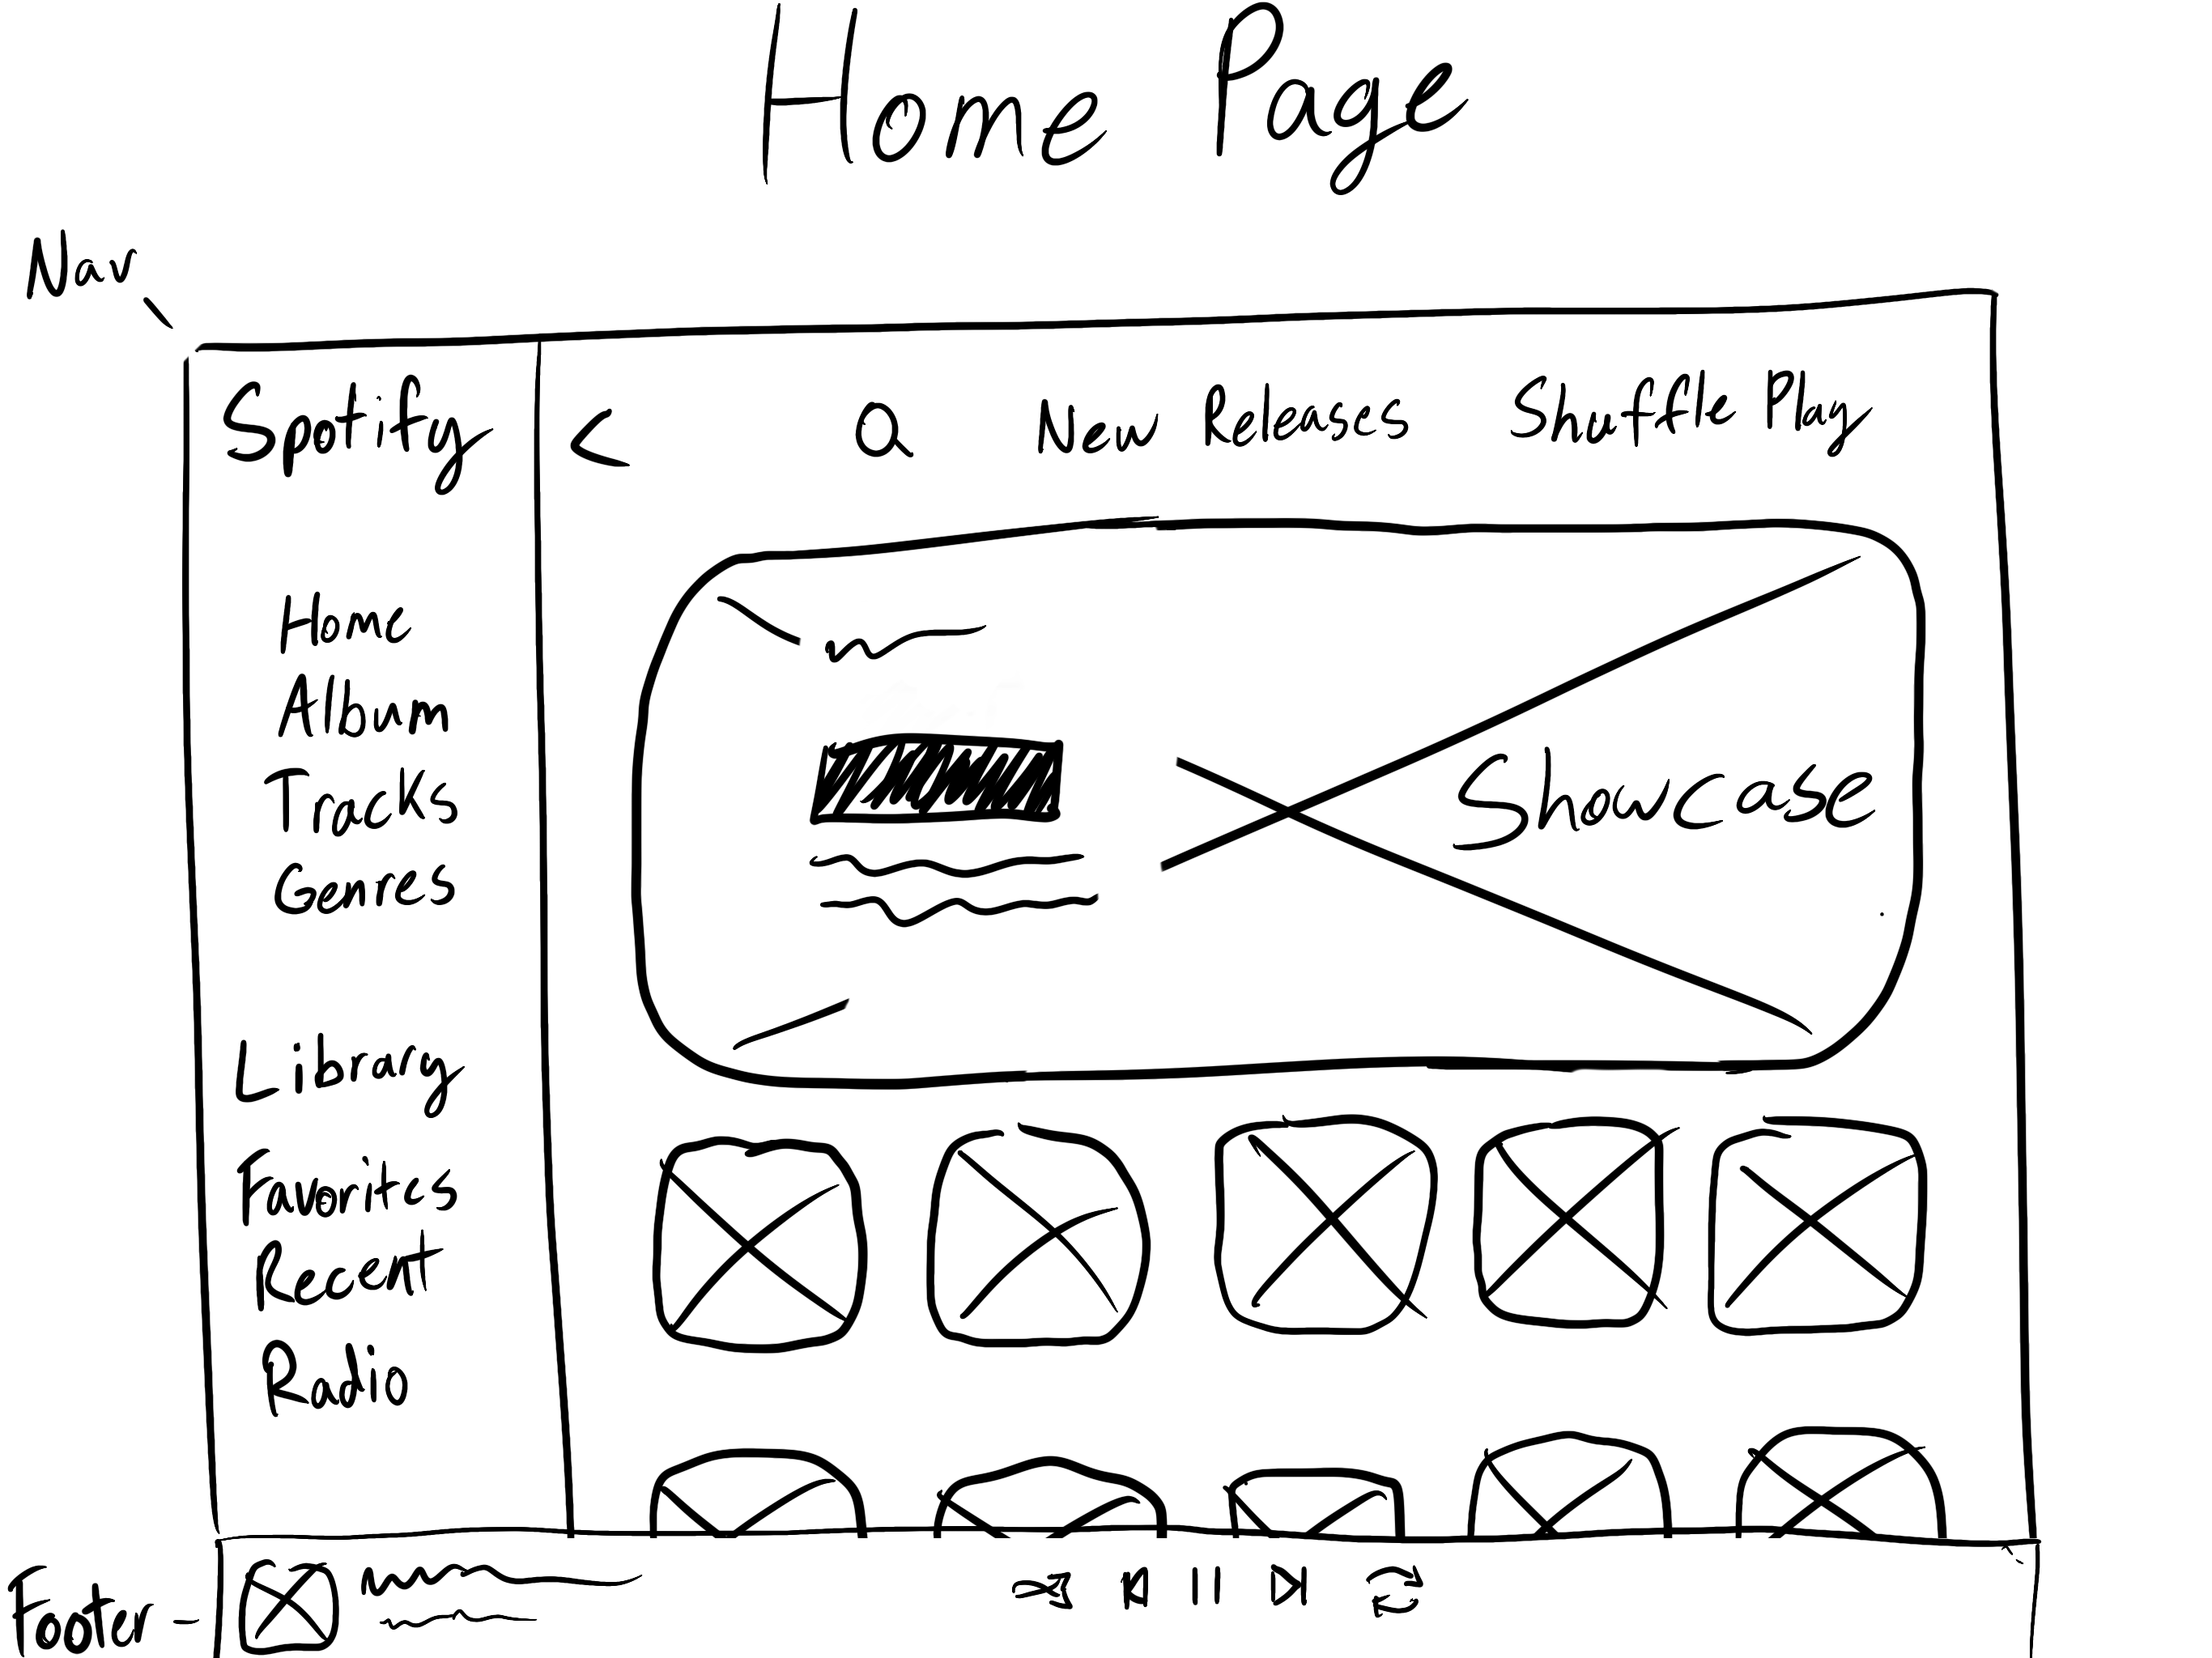 Home Page
Nav
Spotify
< New Releases Shuffle Play
Home
Album
Tracks
Genres
Showcase
Library
Favorites
Recent
Radio
Footer